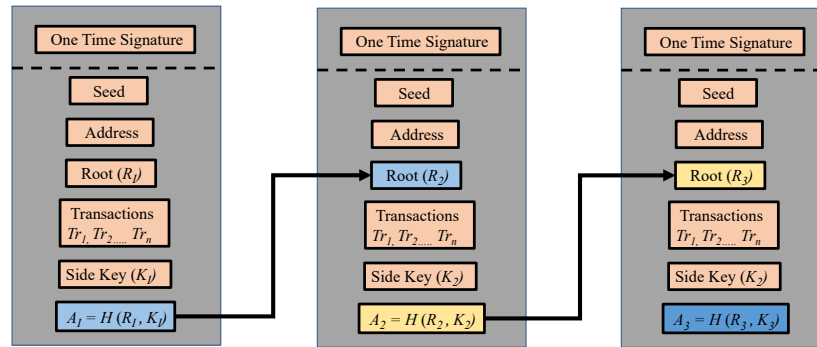 One Time Signature
Seed
Address
Root (R1)
Transactions
Tr1, Tr2..... Trn
Side Key (K1)
A1 = H (R1, K1)
One Time Signature
Seed
Address
Root (R2)
Transactions
Tr1, Tr2..... Trn
Side Key (K2)
A2 = H (R2, K2)
One Time Signature
Seed
Address
Root (R3)
Transactions
Tr1, Tr2..... Trn
Side Key (K2)
A3 = H (R3, K3)